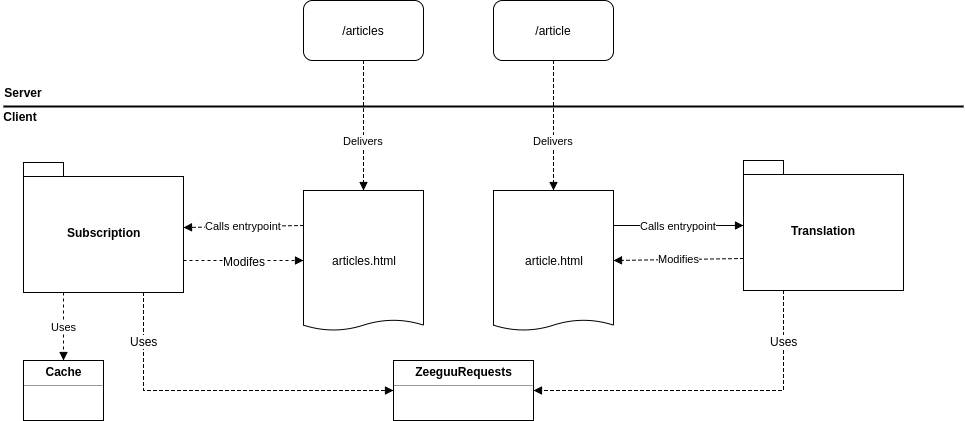 /articles
/article
Server
Client
Delivers
Delivers
Subscription
Calls entrypoint
Calls entrypoint
Translation
Modifes
articles.html
article.html
Modifies
Uses
Uses
Uses
Cache
ZeeguuRequests